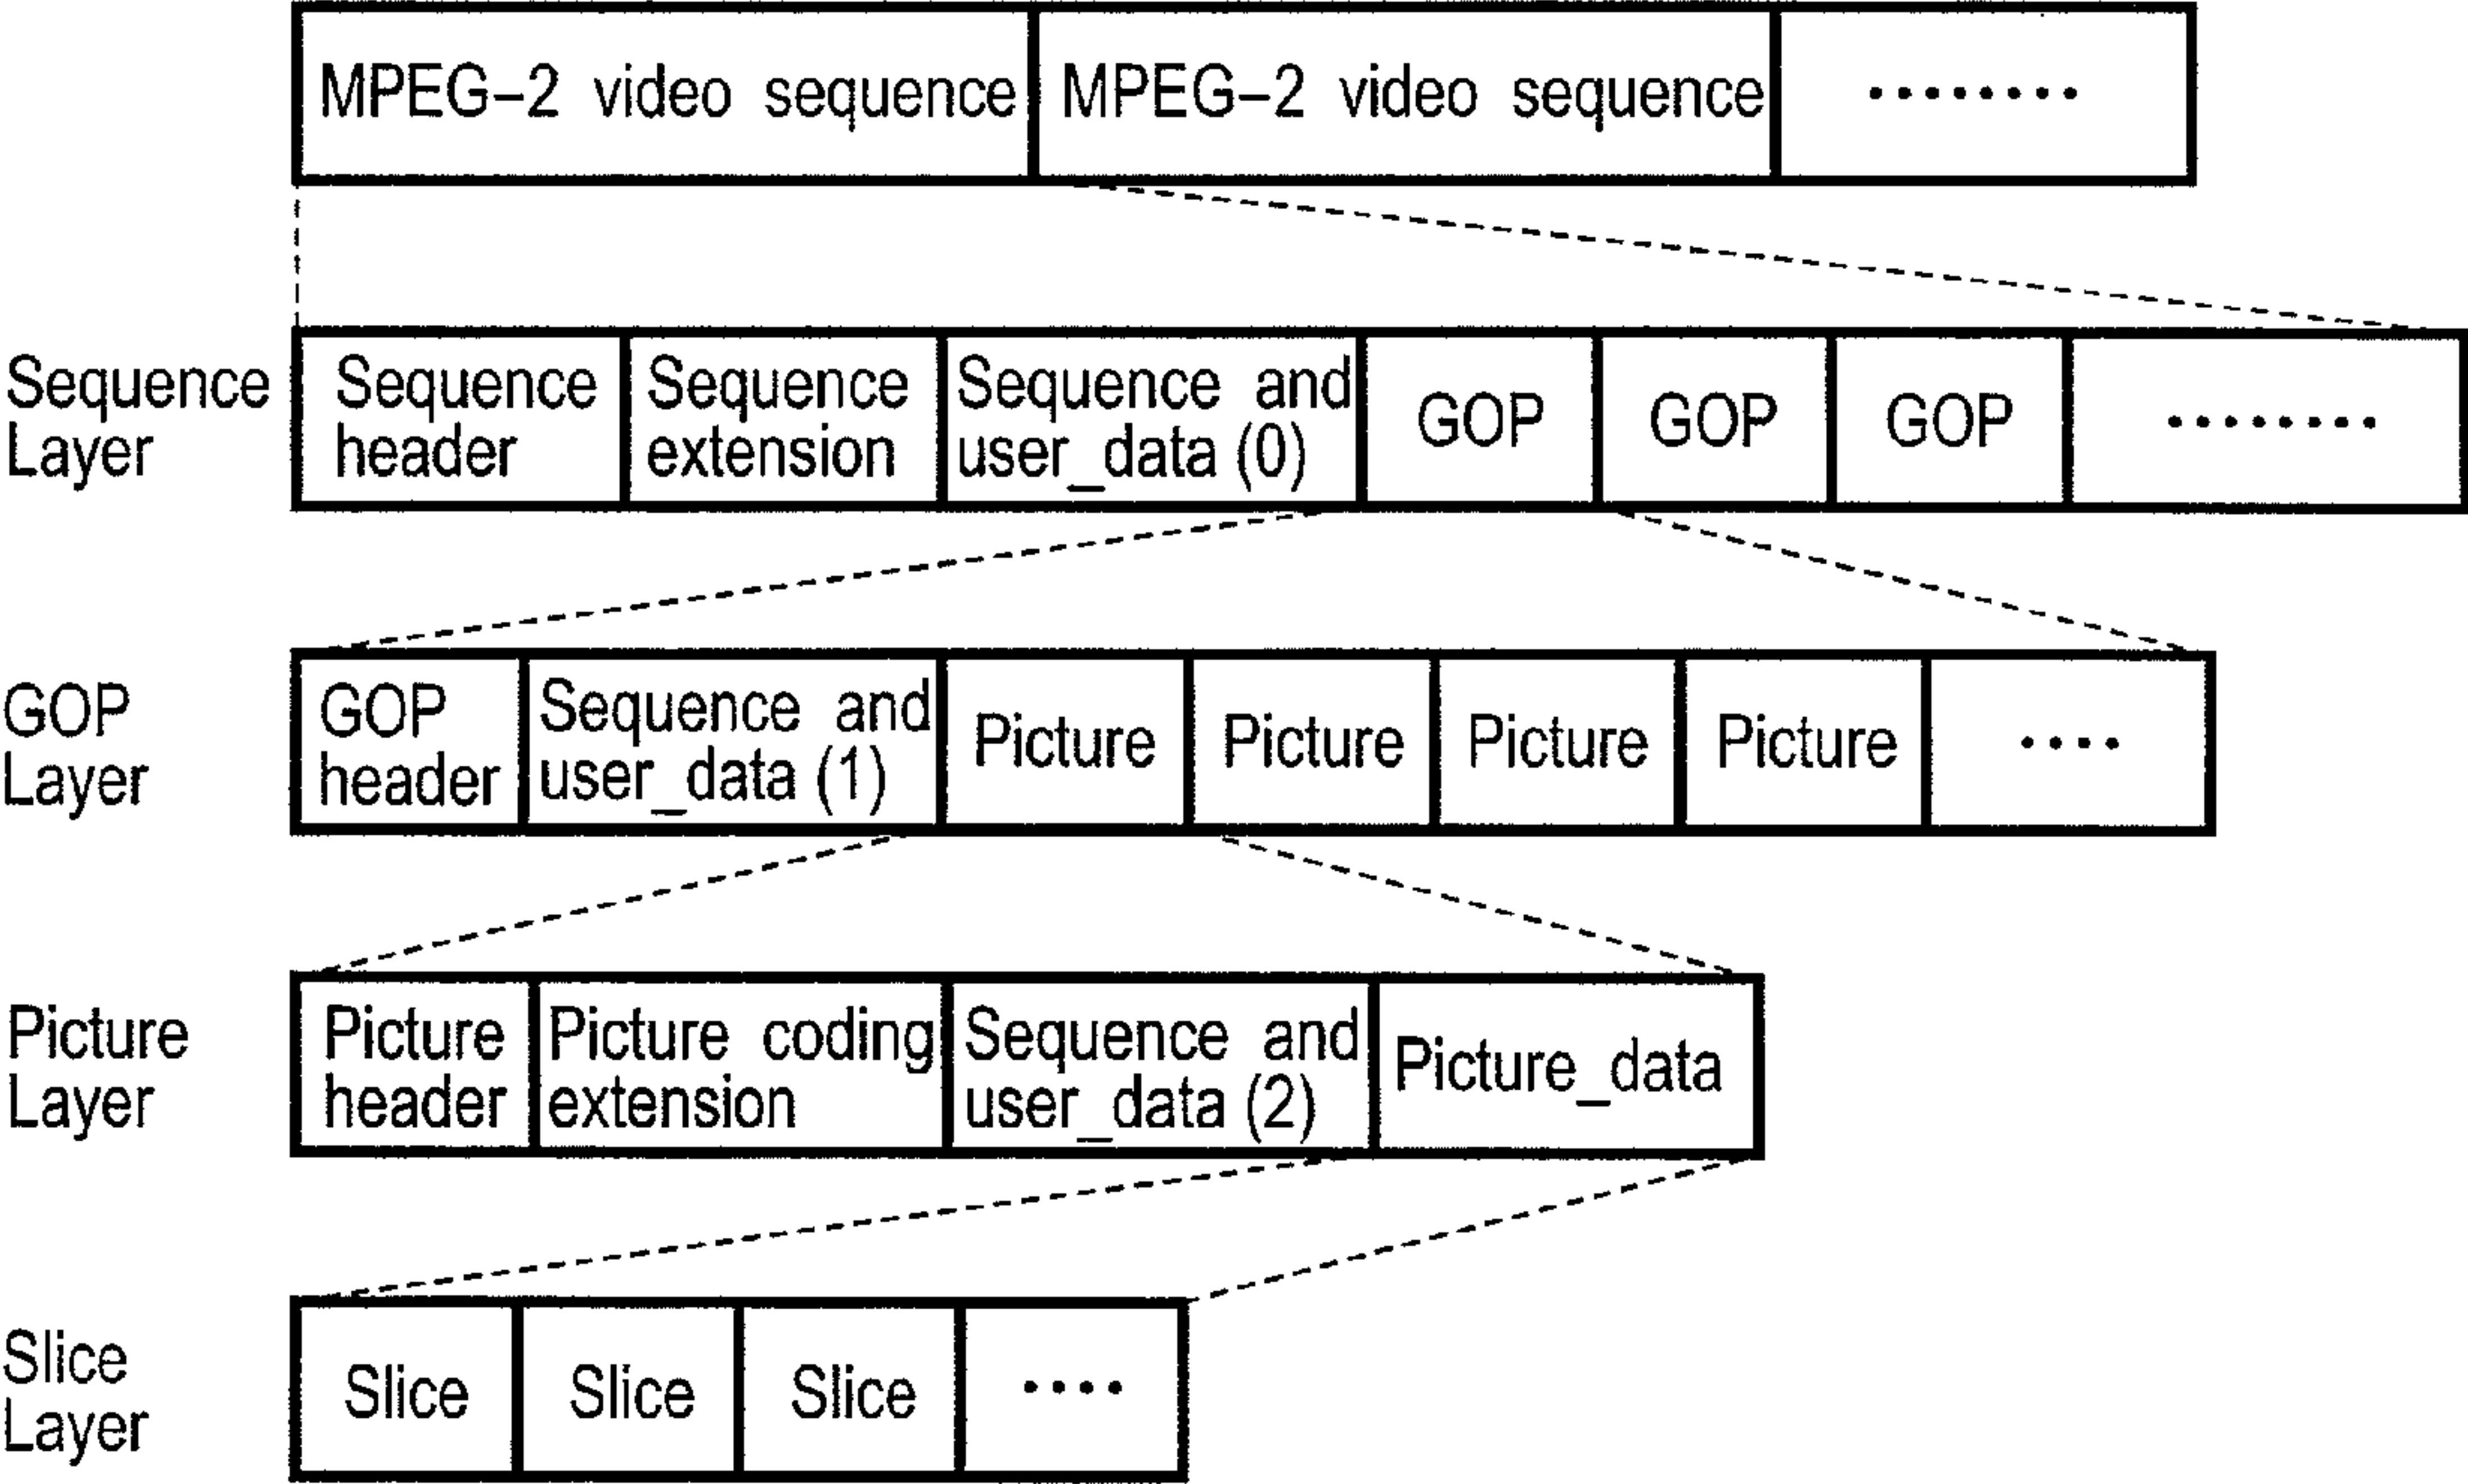 MPEG–2 video sequence MPEG–2 video sequence ········
Sequence Layer
Sequence header
Sequence extension
Sequence and user_data (0)
GOP GOP GOP ········
GOP Layer
GOP header
Sequence and user_data (1)
Picture Picture Picture Picture ····
Picture Layer
Picture header
Picture coding extension
Sequence and user_data (2)
Picture_data
Slice Layer
Slice Slice Slice ····